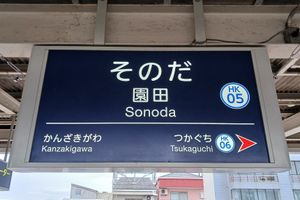 そのだ
園田
Sonoda
HK
05
かんざきがわ
Kanzakigawa
つかぐち
Tsukaguchi
HK
06